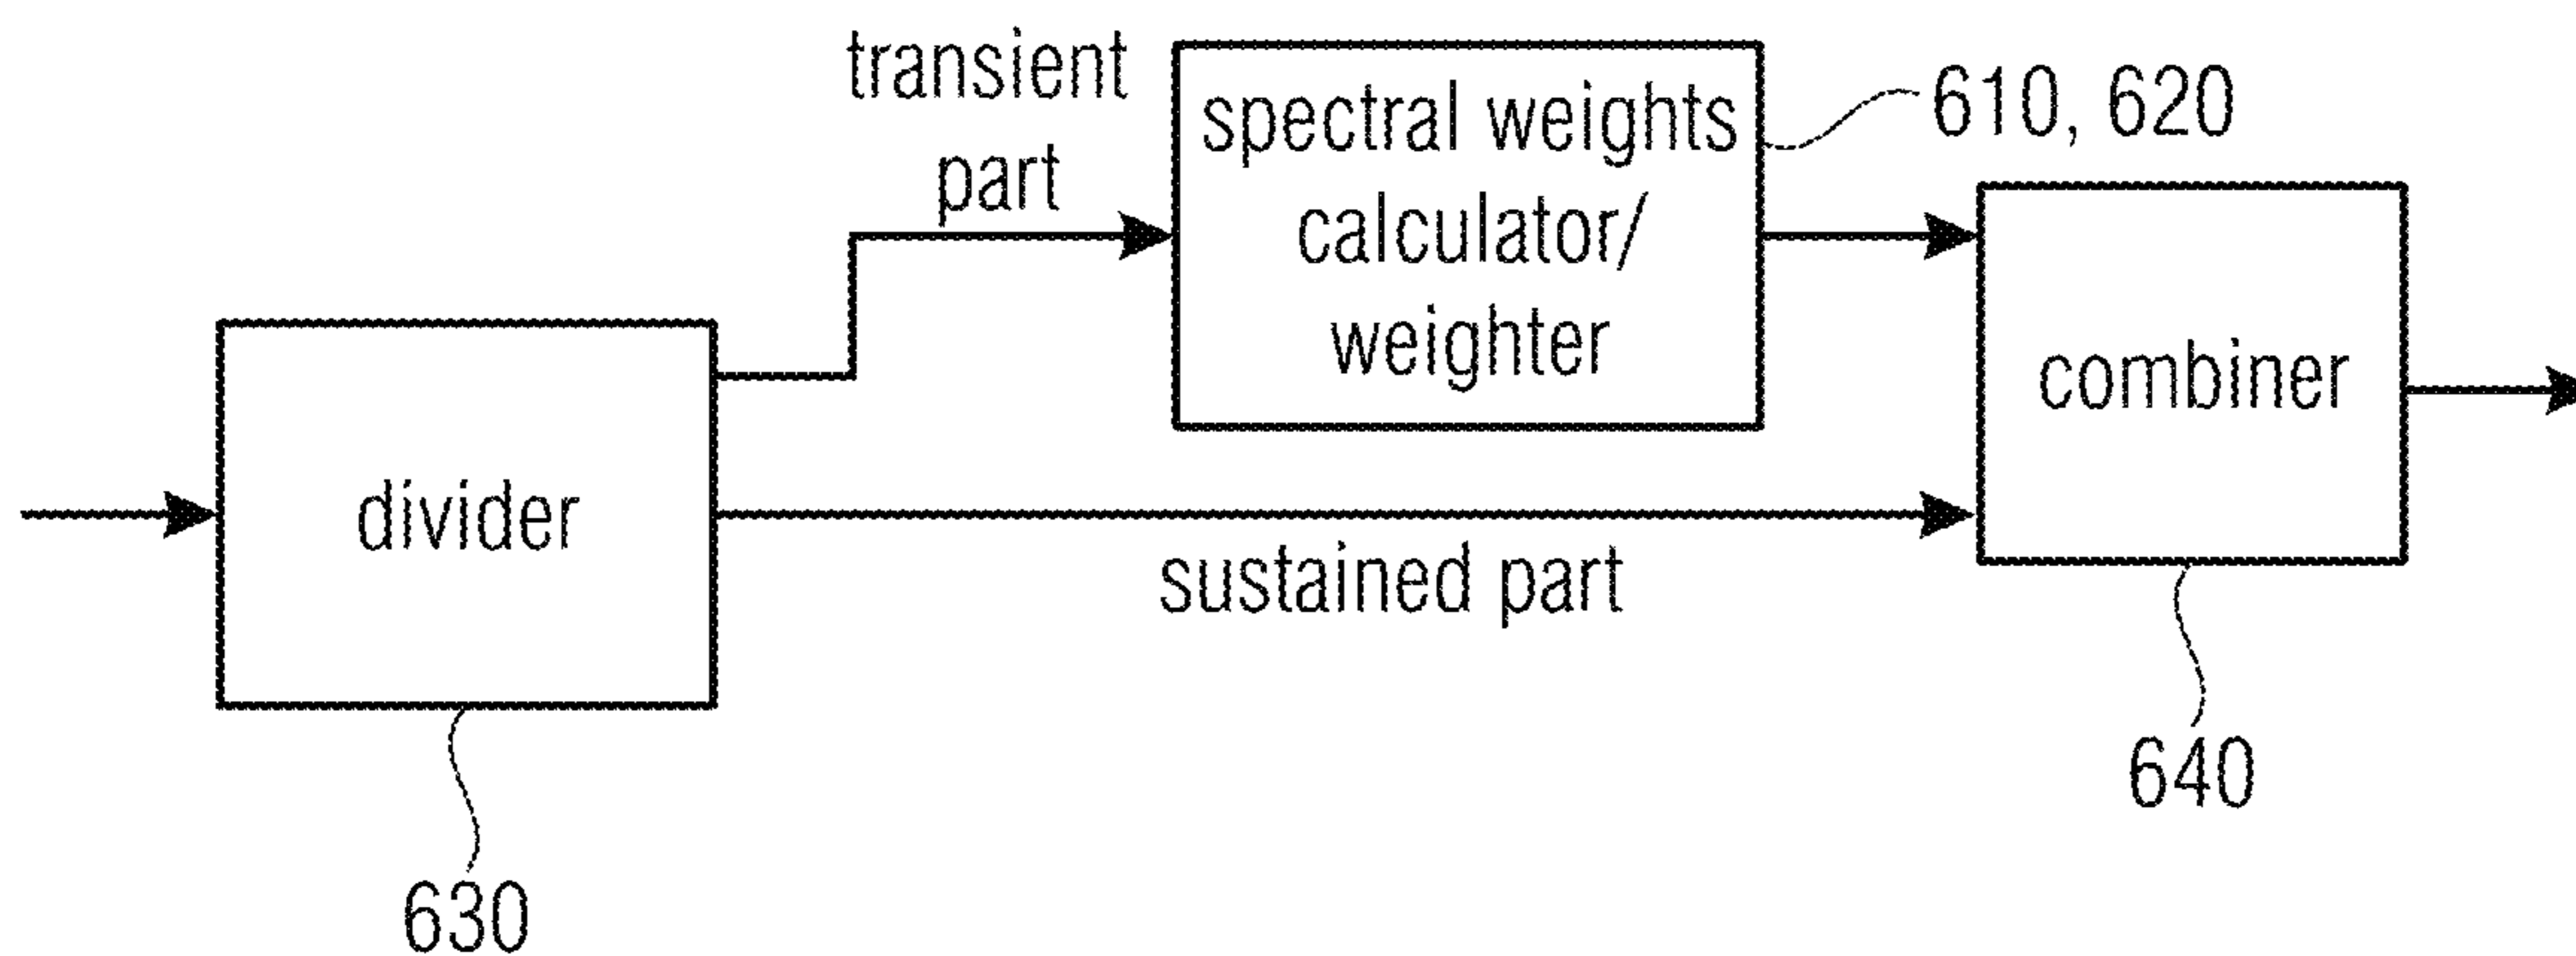 transient
part
spectral weights
calculator/
weighter
610, 620
divider
combiner
sustained part
630
640